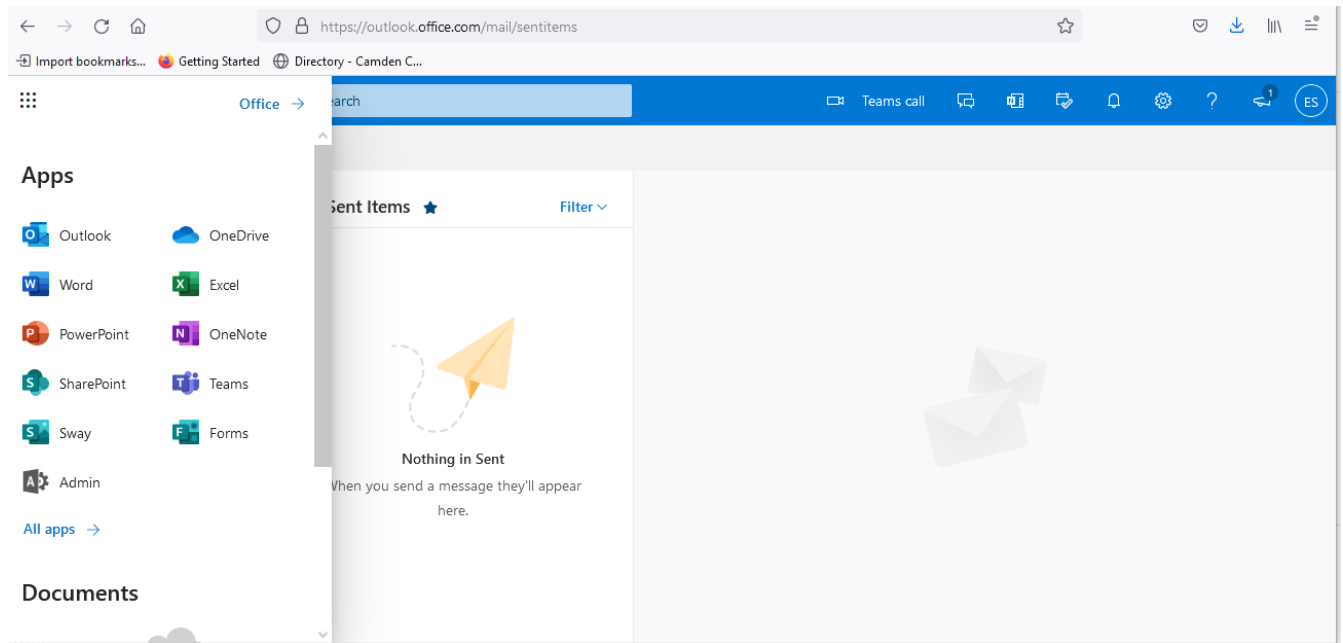 https://outlook.office.com/mail/sentitems
Import bookmarks... Getting Started Directory - Camden C...
Office → earch Teams call ? 1 ES
Apps
Sent Items Filter
Outlook OneDrive
Word Excel
PowerPoint OneNote
SharePoint Teams
Sway Forms
Admin
All apps →
Nothing in Sent
When you send a message they'll appear
here.
Documents